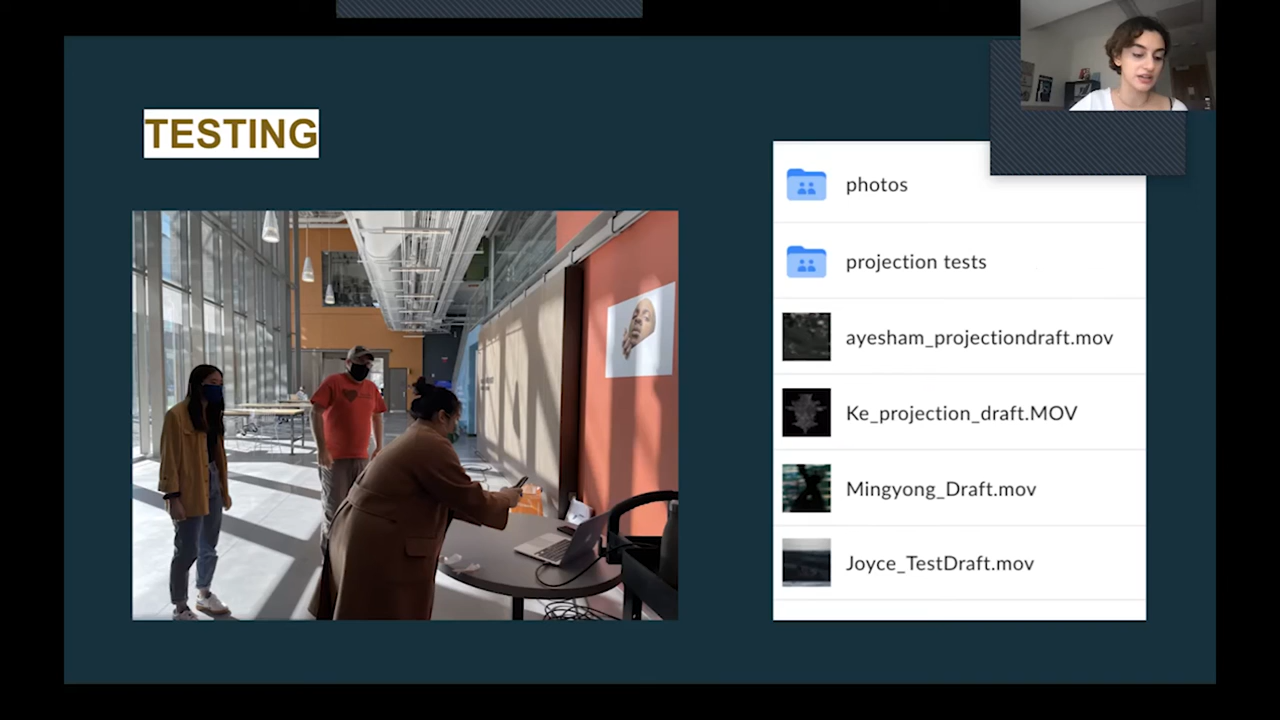 TESTING
photos
projection tests
ayesham_projectiondraft.mov
Ke_projection_draft.MOV
Mingyong_Draft.mov
Joyce_TestDraft.mov